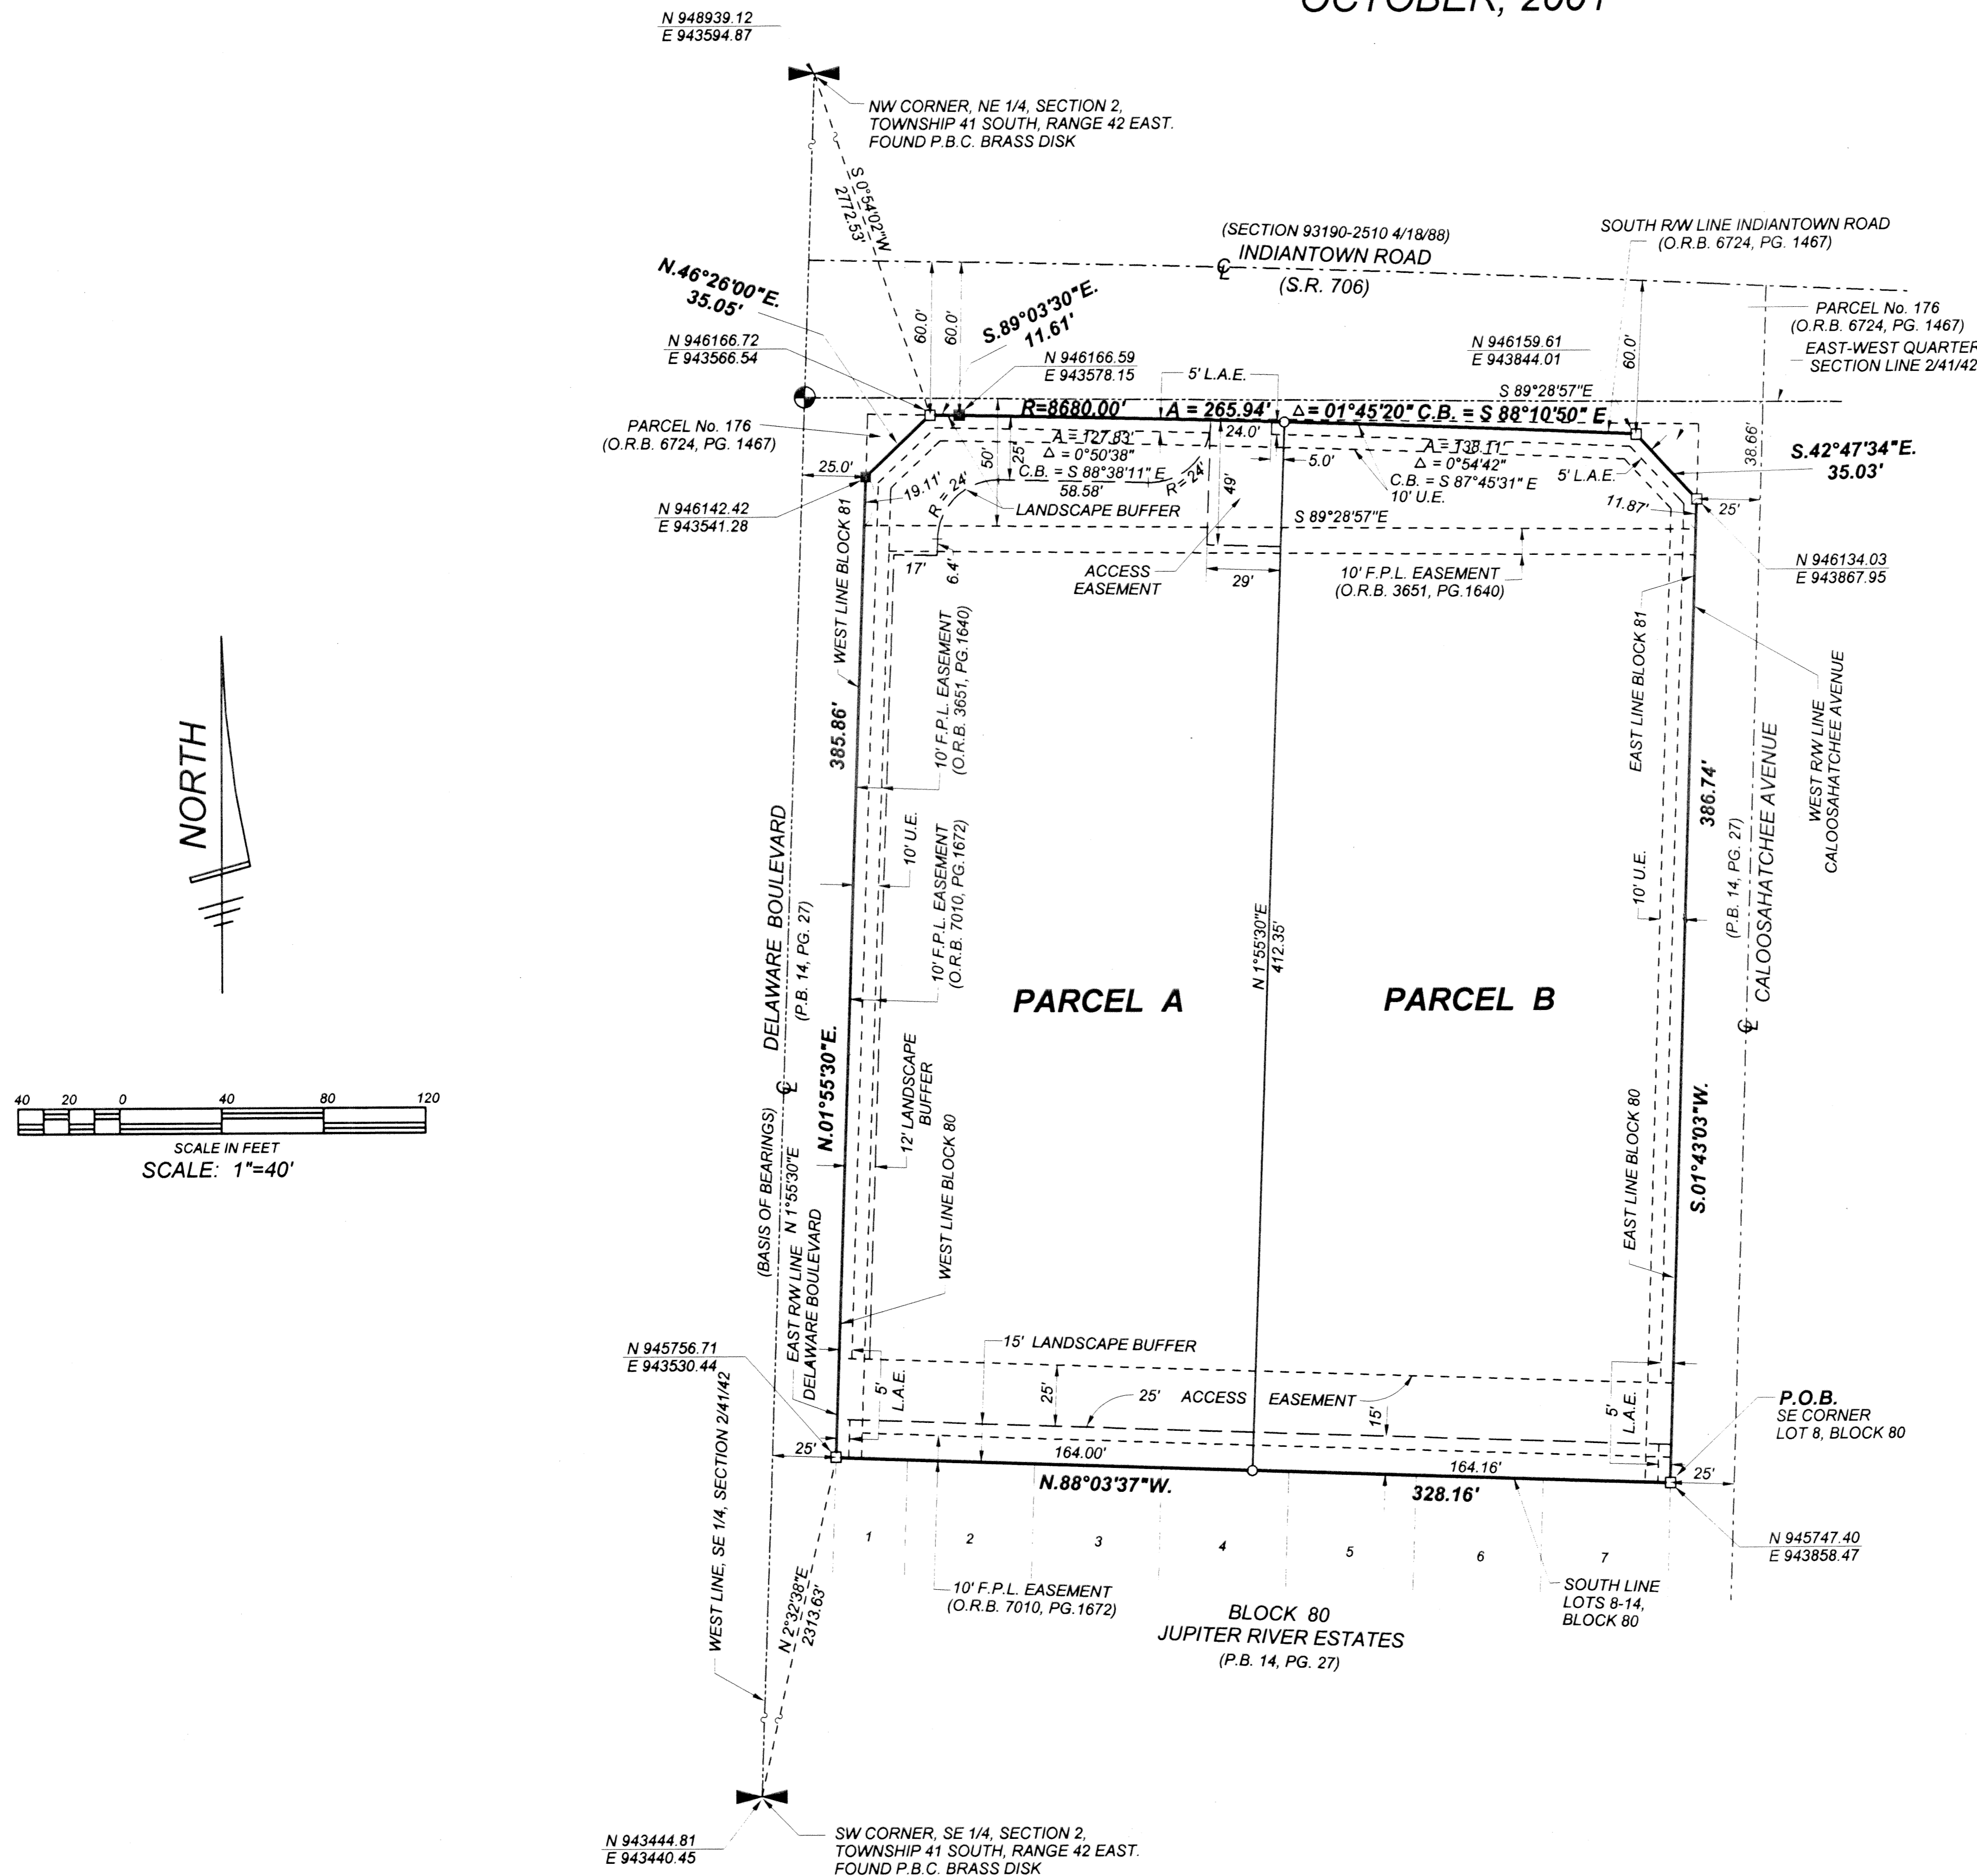 OCTOBER, 2001
N 948939.12
E 943594.87
NW CORNER, NE 1/4, SECTION 2,
TOWNSHIP 41 SOUTH, RANGE 42 EAST.
FOUND P.B.C. BRASS DISK
S 0°54'02"W
2772.53'
(SECTION 93190-2510 4/18/88)
INDIANTOWN ROAD
(S.R. 706)
SOUTH R/W LINE INDIANTOWN ROAD
(O.R.B. 6724, PG. 1467)
PARCEL No. 176
(O.R.B. 6724, PG. 1467)
EAST-WEST QUARTER
SECTION LINE 2/41/42
N.46°26'00"E.
35.05'
N 946166.72
E 943566.54
60.0'
60.0'
S.89°03'30"E.
11.61'
N 946166.59
E 943578.15
5' L.A.E.
N 946159.61
E 943844.01
60.0'
S 89°28'57"E
R=8680.00' A = 265.94' Δ = 01°45'20" C.B. = S 88°10'50" E.
PARCEL No. 176
(O.R.B. 6724, PG. 1467)
25.0'
N 946142.42
E 943541.28
19.11'
R = 24'
25'
50'
A = 127.83'
Δ = 0°50'38"
C.B. = S 88°38'11" E
58.58'
R = 24'
LANDSCAPE BUFFER
24.0'
49'
5.0'
A = 138.11'
Δ = 0°54'42"
C.B. = S 87°45'31" E
10' U.E.
5' L.A.E.
38.66'
S.42°47'34"E.
35.03'
11.87'
25'
N 946134.03
E 943867.95
S 89°28'57"E
17'
6.4'
ACCESS
EASEMENT
29'
10' F.P.L. EASEMENT
(O.R.B. 3651, PG.1640)
WEST LINE BLOCK 81
385.86'
10' F.P.L. EASEMENT
(O.R.B. 3651, PG.1640)
10' U.E.
10' F.P.L. EASEMENT
(O.R.B. 7010, PG.1672)
12' LANDSCAPE
BUFFER
WEST LINE BLOCK 80
N.01°55'30"E.
DELAWARE BOULEVARD
(P.B. 14, PG. 27)
(BASIS OF BEARINGS)
EAST R/W LINE N 1°55'30"E
DELAWARE BOULEVARD
NORTH
40 20 0 40 80 120
SCALE IN FEET
SCALE: 1"=40'
PARCEL A
N 1°55'30"E
412.35'
PARCEL B
EAST LINE BLOCK 81
10' U.E.
EAST LINE BLOCK 80
386.74'
S.01°43'03"W.
WEST R/W LINE
CALOOSAHATCHEE AVENUE
(P.B. 14, PG. 27)
CALOOSAHATCHEE AVENUE
N 945756.71
E 943530.44
15' LANDSCAPE BUFFER
5'
L.A.E.
25'
25' ACCESS EASEMENT
15'
5'
L.A.E.
P.O.B.
SE CORNER
LOT 8, BLOCK 80
25'
164.00'
164.16'
25'
N.88°03'37"W.
328.16'
N 945747.40
E 943858.47
1 2 3 4 5 6 7
10' F.P.L. EASEMENT
(O.R.B. 7010, PG.1672)
SOUTH LINE
LOTS 8-14,
BLOCK 80
BLOCK 80
JUPITER RIVER ESTATES
(P.B. 14, PG. 27)
WEST LINE, SE 1/4, SECTION 2/41/42
N 2°32'38"E
2313.63'
N 943444.81
E 943440.45
SW CORNER, SE 1/4, SECTION 2,
TOWNSHIP 41 SOUTH, RANGE 42 EAST.
FOUND P.B.C. BRASS DISK